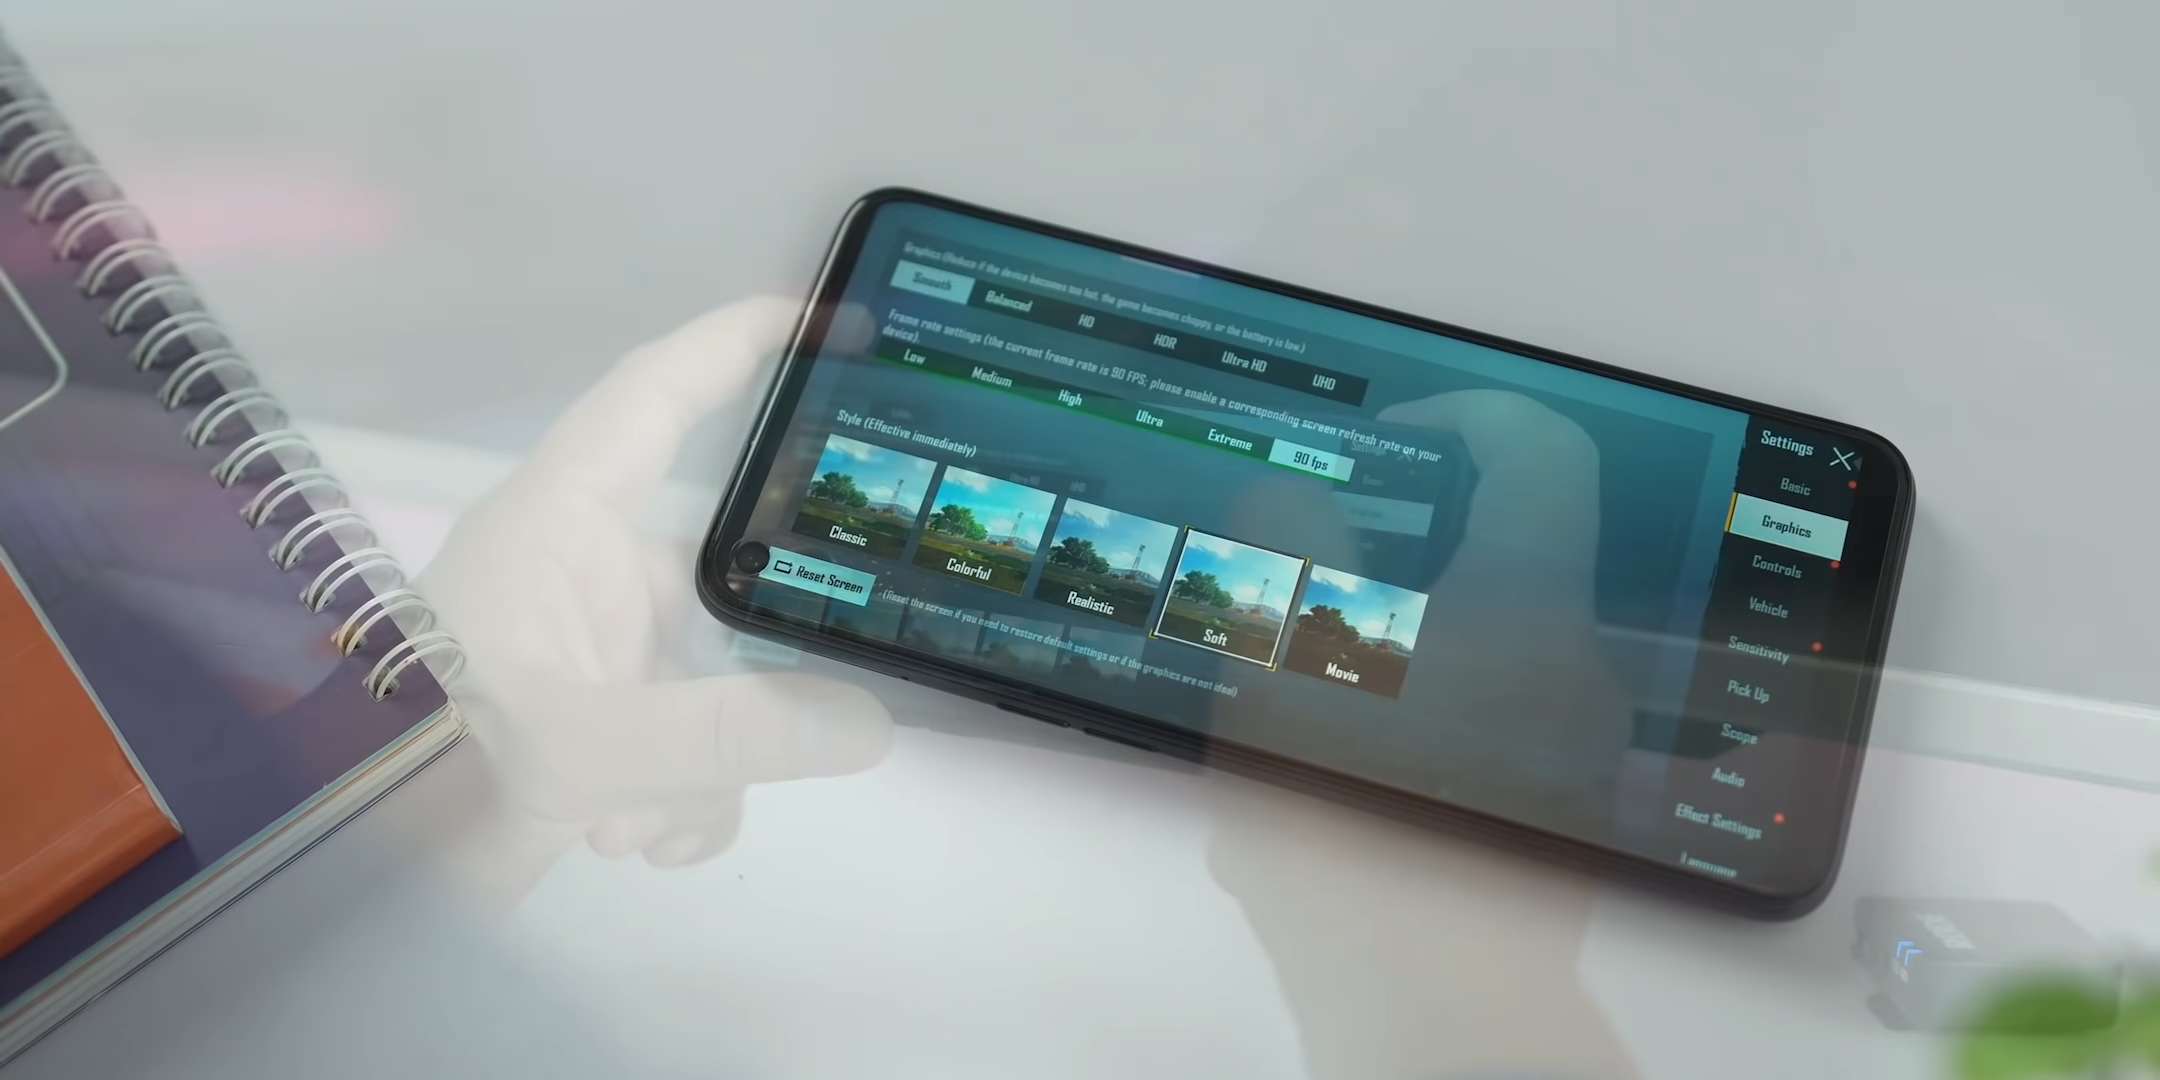 Graphics (Reduce if the device becomes too hot, the game becomes choppy, or the battery is low.)
Smooth Balanced HD HDR Ultra HD UHD
Frame rate settings (the current frame rate is 90 FPS; please enable a corresponding screen refresh rate on your
device).
Low Medium High Ultra Extreme 90 fps
Style (Effective immediately)
Classic Colorful Realistic Soft Movie
Reset Screen (Reset the screen if you need to restore default settings or if the graphics are not ideal)
Settings
Basic
Graphics
Controls
Vehicle
Sensitivity
Pick Up
Scope
Audio
Effect Settings